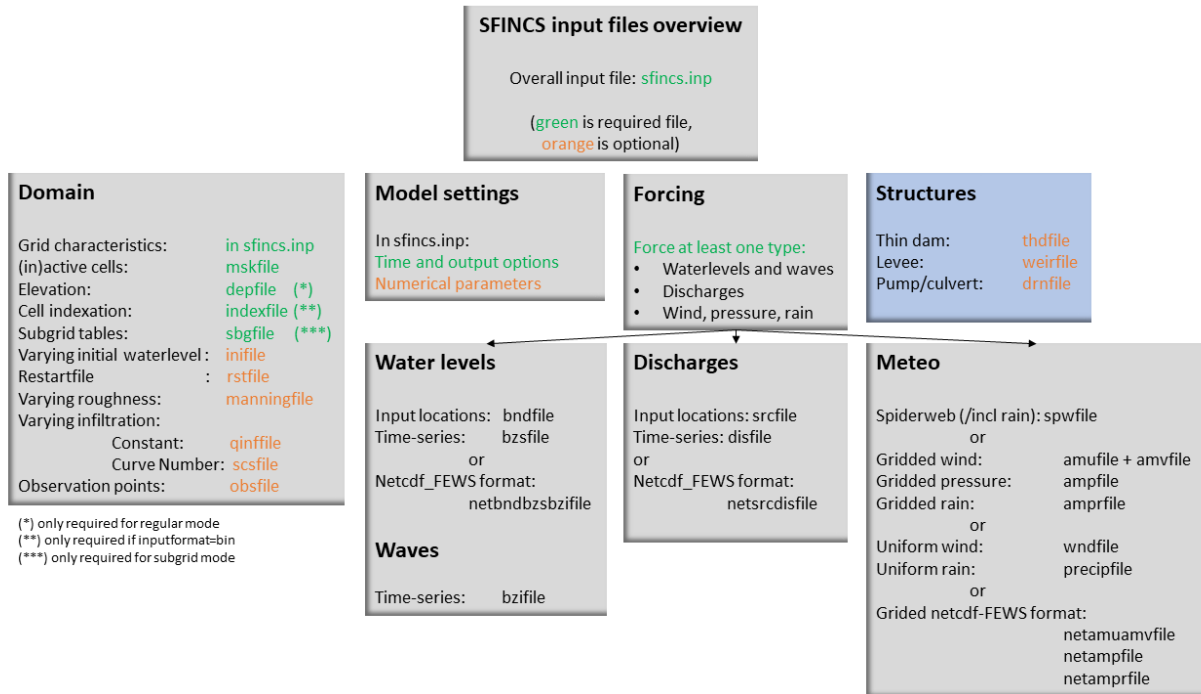 SFINCS input files overview
Overall input file: sfincs.inp
(green is required file,
orange is optional)
Domain
Grid characteristics: in sfincs.inp
(in)active cells: mskfile
Elevation: depfile (*)
Cell indexation: indexfile (**)
Subgrid tables: sbgfile (***)
Varying initial waterlevel : inifile
Restartfile : rstfile
Varying roughness: manningfile
Varying infiltration:
Constant: qinffile
Curve Number: scsfile
Observation points: obsfile
(*) only required for regular mode
(**) only required if inputformat=bin
(***) only required for subgrid mode
Model settings
In sfincs.inp:
Time and output options
Numerical parameters
Forcing
Force at least one type:
• Waterlevels and waves
• Discharges
• Wind, pressure, rain
Structures
Thin dam: thdfile
Levee: weirfile
Pump/culvert: drnfile
Water levels
Input locations: bndfile
Time-series: bzsfile
or
Netcdf_FEWS format:
netbndbzsbzifile
Waves
Time-series: bzifile
Discharges
Input locations: srcfile
Time-series: disfile
or
Netcdf_FEWS format:
netsrcdisfile
Meteo
Spiderweb (/incl rain): spwfile
or
Gridded wind: amufile + amvfile
Gridded pressure: ampfile
Gridded rain: amprfile
or
Uniform wind: wndfile
Uniform rain: precipfile
or
Grided netcdf-FEWS format:
netamuamvfile
netampfile
netamprfile